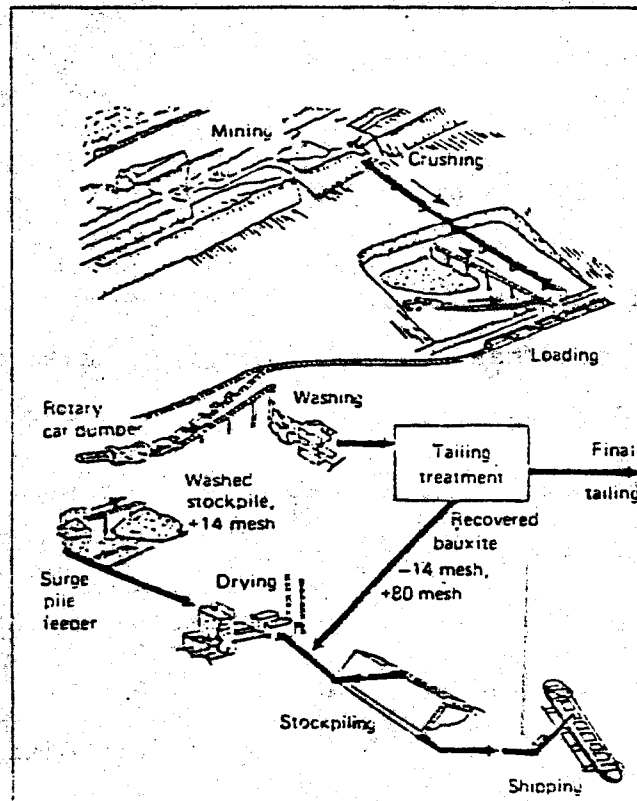 Mining
Crushing
Loading
Rotary
car dumper
Washing
Tailing
treatment
Final
tailing
Washed
stockpile,
+14 mesh
Recovered
bauxite
−14 mesh,
+80 mesh
Surge
pile
feeder
Drying
Stockpiling
Shipping